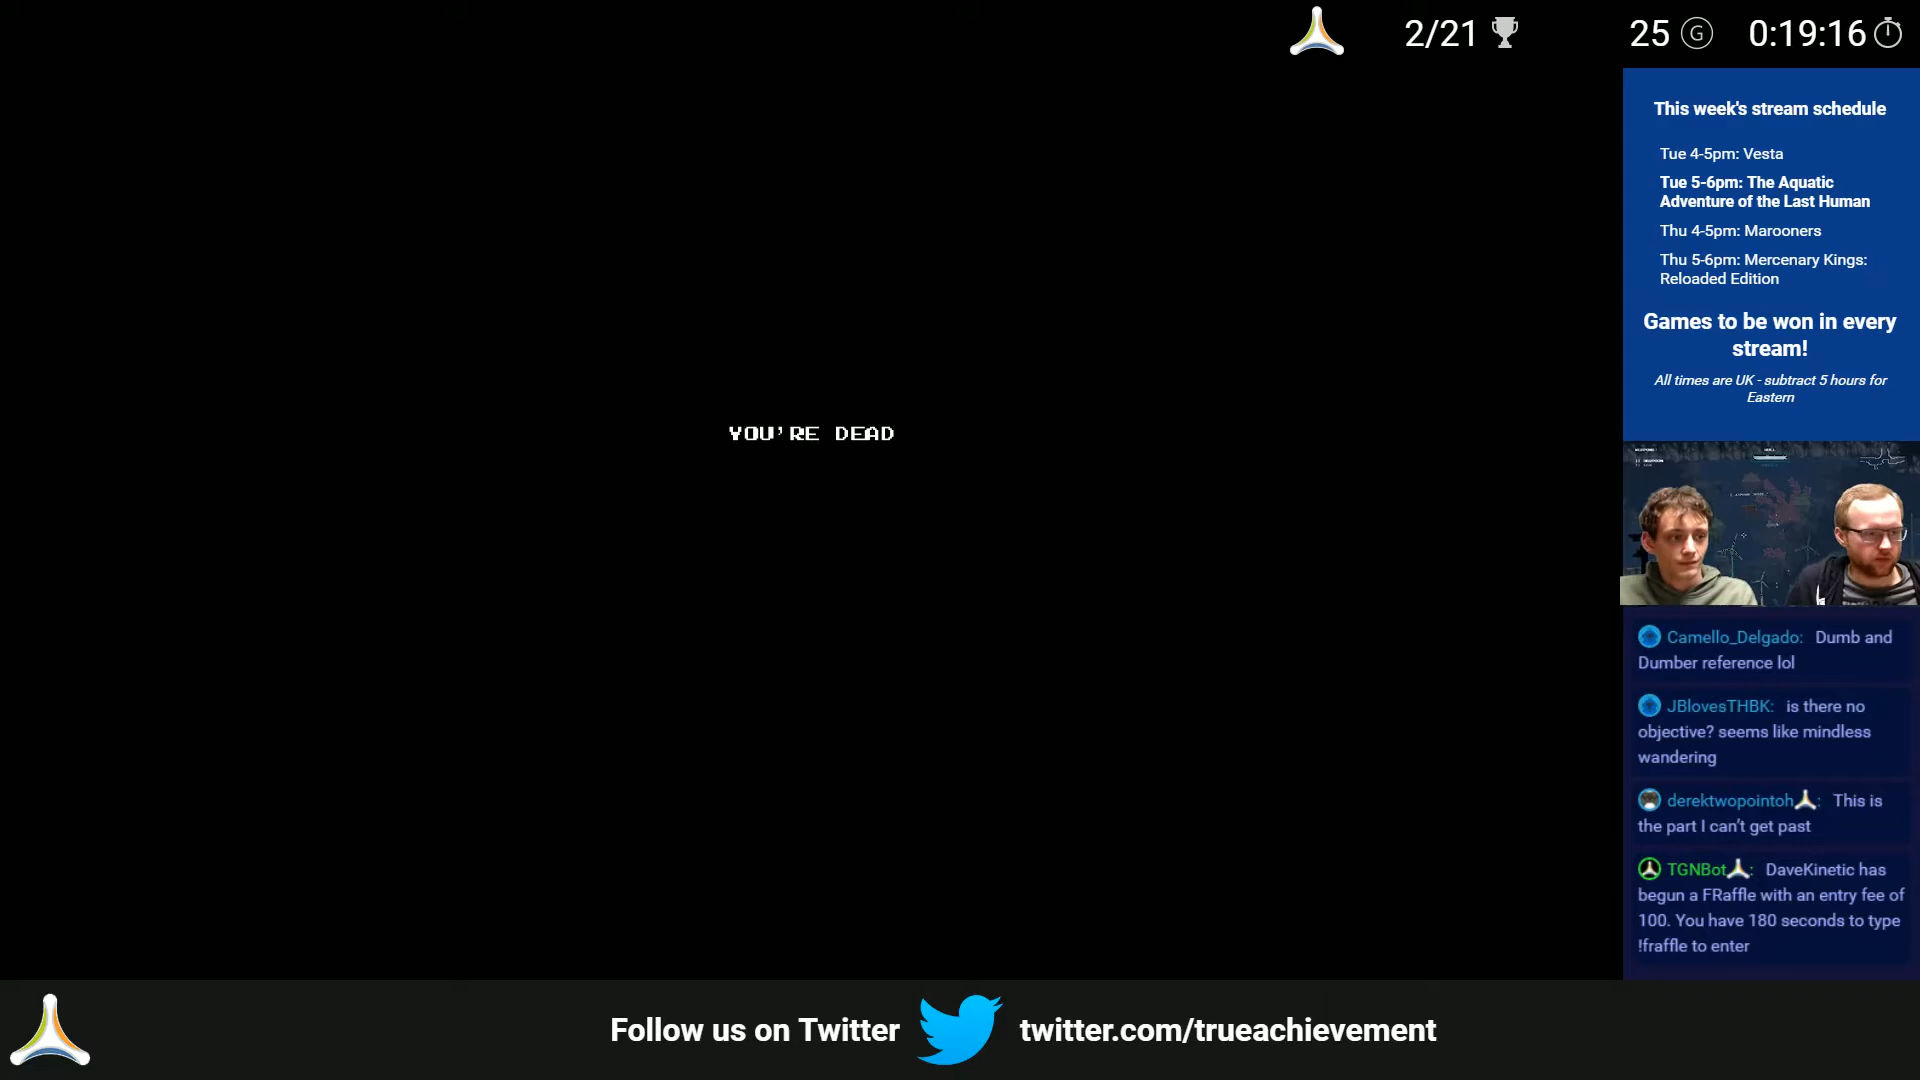 2/21
25 G 0:19:16
This week's stream schedule
Tue 4-5pm: Vesta
Tue 5-6pm: The Aquatic
Adventure of the Last Human
Thu 4-5pm: Marooners
Thu 5-6pm: Mercenary Kings:
Reloaded Edition
Games to be won in every
stream!
All times are UK - subtract 5 hours for
Eastern
YOU'RE DEAD
Camello_Delgado: Dumb and
Dumber reference lol
JBlovesTHBK: is there no
objective? seems like mindless
wandering
derektwopointoh: This is
the part I can't get past
TGNBot: DaveKinetic has
begun a FRaffle with an entry fee of
100. You have 180 seconds to type
!fraffle to enter
Follow us on Twitter twitter.com/trueachievement